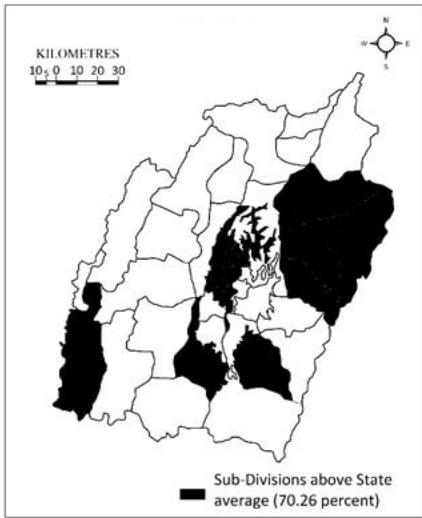 N
W E
S
KILOMETRES
10 5 0 10 20 30
Sub-Divisions above State
average (70.26 percent)